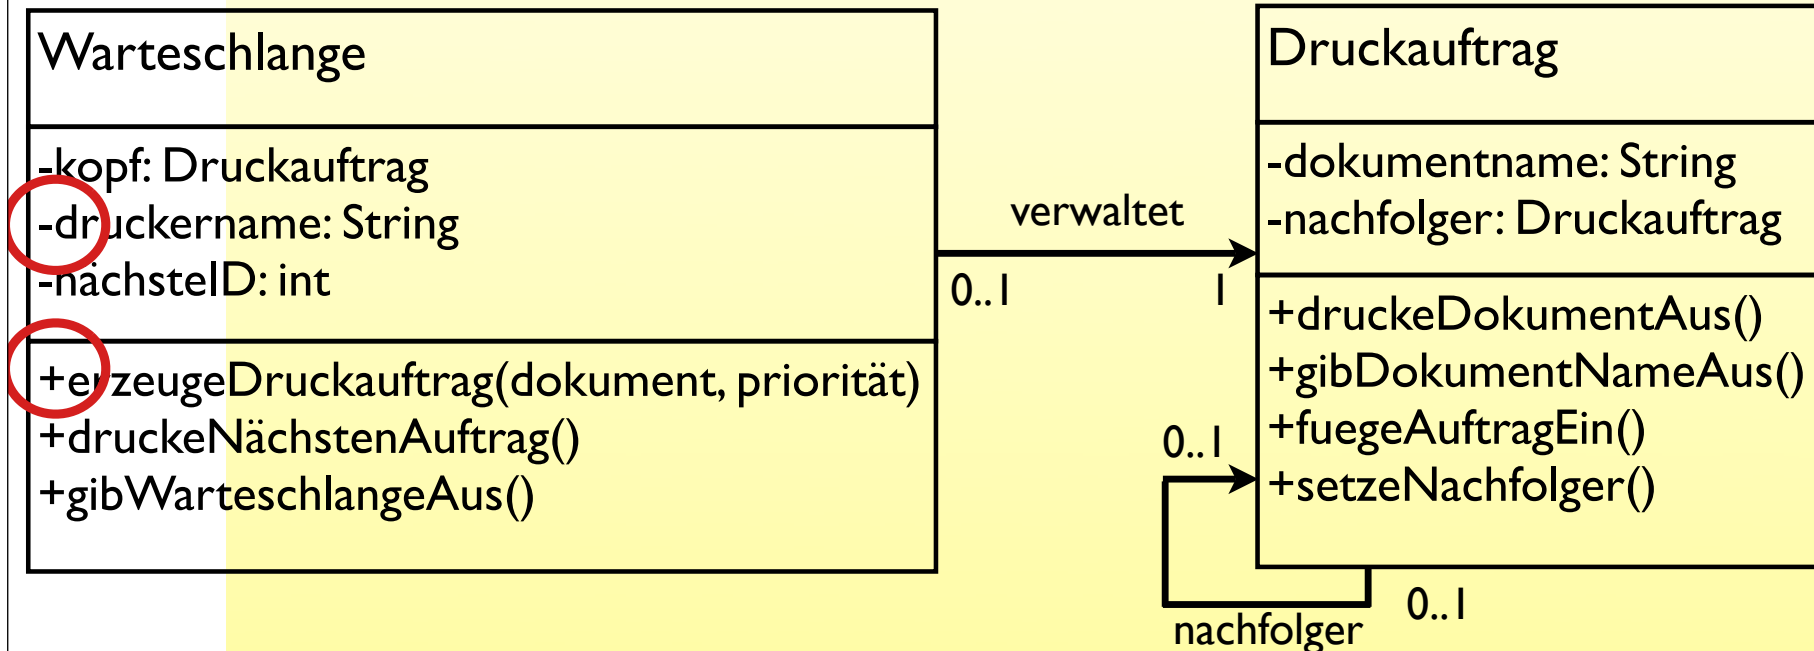 Warteschlange
-kopf: Druckauftrag
-druckername: String
-nächsteID: int
+erzeugeDruckauftrag(dokument, priorität)
+druckeNächstenAuftrag()
+gibWarteschlangeAus()
verwaltet
0..1
1
Druckauftrag
-dokumentname: String
-nachfolger: Druckauftrag
+druckeDokumentAus()
+gibDokumentNameAus()
+fuegeAuftragEin()
+setzeNachfolger()
0..1
0..1
nachfolger